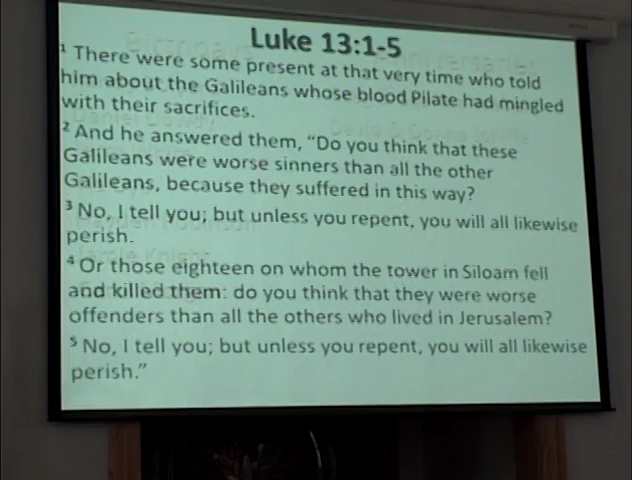 Luke 13:1-5
1 There were some present at that very time who told
him about the Galileans whose blood Pilate had mingled
with their sacrifices.
2 And he answered them, “Do you think that these
Galileans were worse sinners than all the other
Galileans, because they suffered in this way?
3 No, I tell you; but unless you repent, you will all likewise
perish.
4 Or those eighteen on whom the tower in Siloam fell
and killed them: do you think that they were worse
offenders than all the others who lived in Jerusalem?
5 No, I tell you; but unless you repent, you will all likewise
perish.”